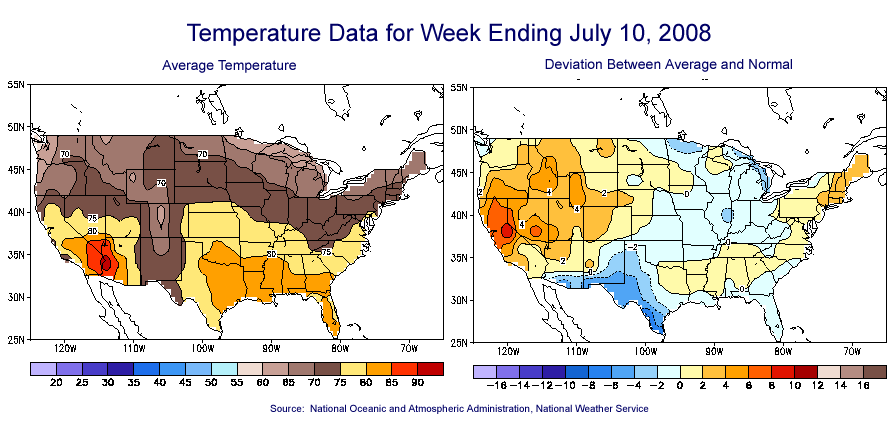 Temperature Data for Week Ending July 10, 2008
Average Temperature
Deviation Between Average and Normal
55N
50N
45N
40N
35N
30N
25N
120W 110W 100W 90W 80W 70W
70 70 70 75 80 80 75
20 25 30 35 40 45 50 55 60 65 70 75 80 85 90
55N
50N
45N
40N
35N
30N
25N
120W 110W 100W 90W 80W 70W
2 4 4 2 0 4 -2 0 2 0 0
-16 -14 -12 -10 -8 -6 -4 -2 0 2 4 6 8 10 12 14 16
Source: National Oceanic and Atmospheric Administration, National Weather Service